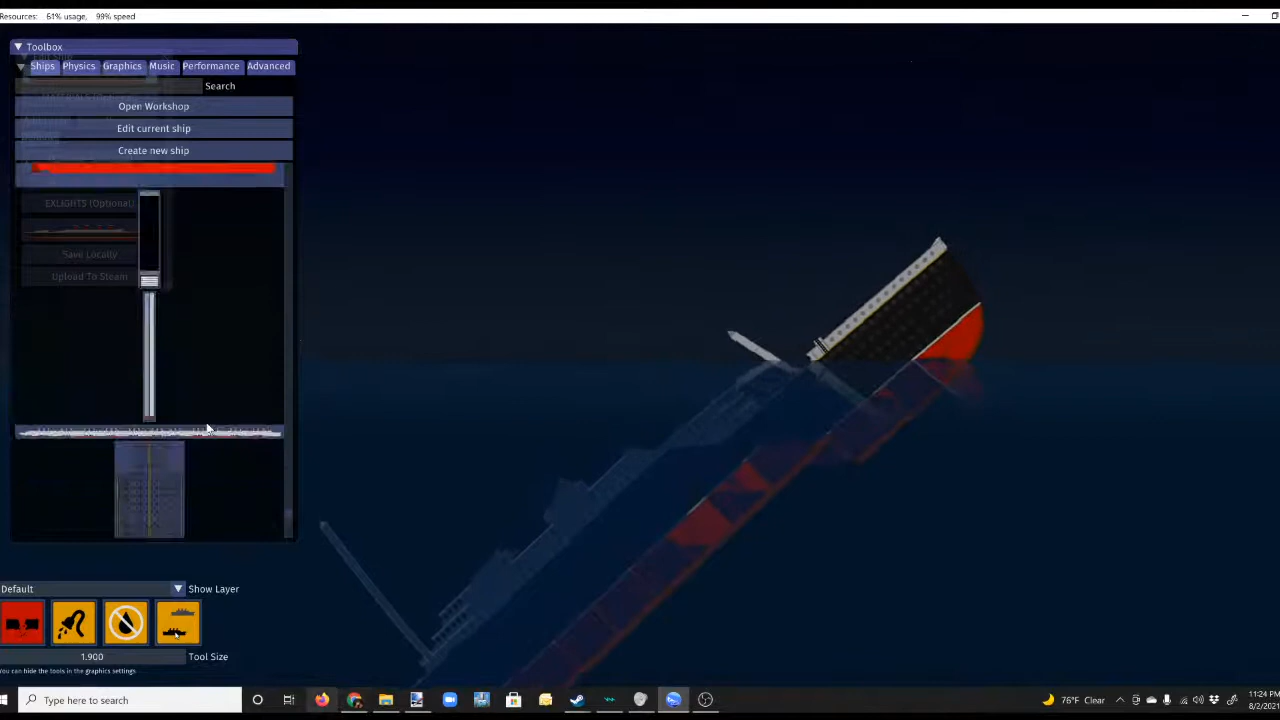 Resources: 61% usage, 98% speed
Toolbox
Ships Physics Graphics Music Performance Advanced
Search
Open Workshop
Edit current ship
Create new ship
EXLIGHTS (Optional)
Save Locally
Upload To Steam
Default
Show Layer
1.900
Tool Size
You can hide the tools in the graphics settings
Type here to search
76°F Clear
11:24 PM
8/2/2021